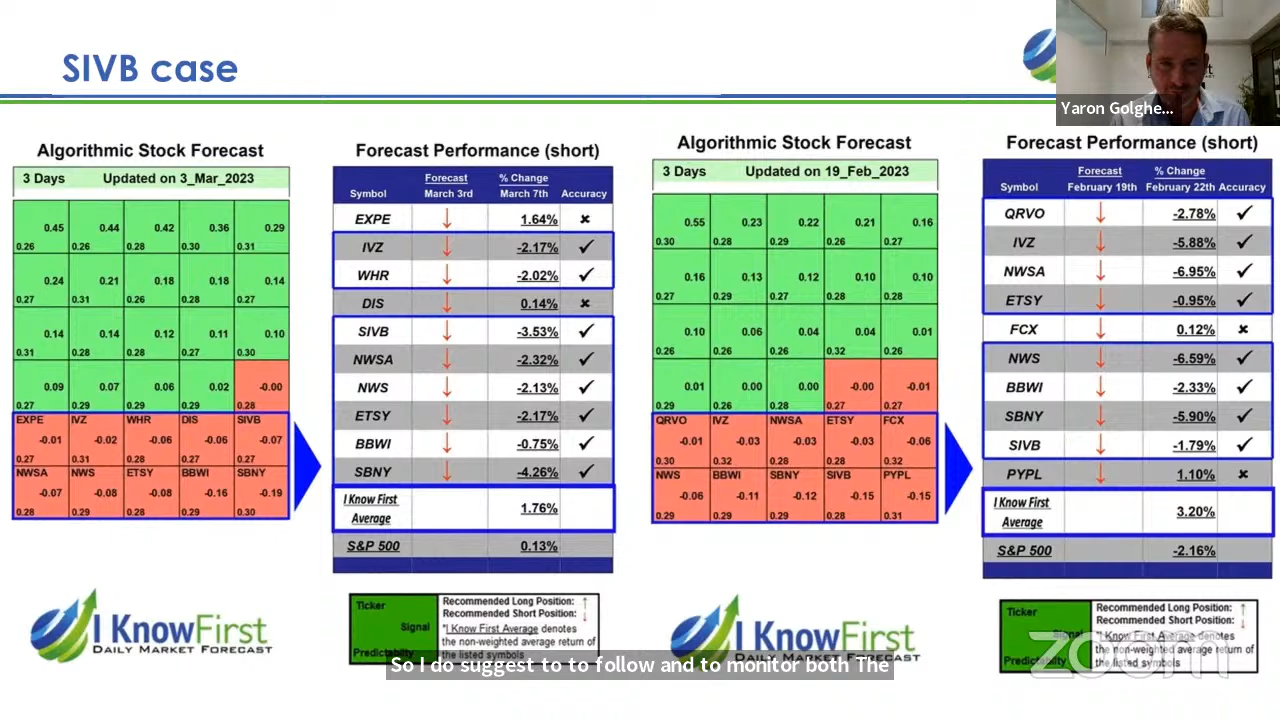 SIVB case
Yaron Golghe...
Algorithmic Stock Forecast
3 Days Updated on 3_Mar_2023
0.45 0.44 0.42 0.36 0.29
0.26 0.26 0.28 0.30 0.31
0.24 0.21 0.18 0.18 0.14
0.27 0.31 0.26 0.28 0.27
0.14 0.14 0.12 0.11 0.10
0.31 0.28 0.28 0.27 0.30
0.09 0.07 0.06 0.02 -0.00
0.27 0.29 0.29 0.29 0.28
EXPE IVZ WHR DIS SIVB
-0.01 -0.02 -0.06 -0.06 -0.07
0.27 0.31 0.28 0.27 0.27
NWSA NWS ETSY BBWI SBNY
-0.07 -0.08 -0.08 -0.16 -0.19
0.28 0.29 0.28 0.29 0.30
Forecast Performance (short)
Forecast % Change
Symbol March 3rd March 7th Accuracy
EXPE ↓ 1.64% ✖
IVZ ↓ -2.17% ✓
WHR ↓ -2.02% ✓
DIS ↓ 0.14% ✖
SIVB ↓ -3.53% ✓
NWSA ↓ -2.32% ✓
NWS ↓ -2.13% ✓
ETSY ↓ -2.17% ✓
BBWI ↓ -0.75% ✓
SBNY ↓ -4.26% ✓
I Know First
Average 1.76%
S&P 500 0.13%
Algorithmic Stock Forecast
3 Days Updated on 19_Feb_2023
0.55 0.23 0.22 0.21 0.16
0.30 0.28 0.29 0.26 0.27
0.16 0.13 0.12 0.10 0.10
0.27 0.29 0.27 0.28 0.28
0.10 0.06 0.04 0.04 0.01
0.26 0.26 0.26 0.32 0.26
0.01 0.00 0.00 -0.00 -0.01
0.29 0.26 0.28 0.27 0.27
QRVO IVZ NWSA ETSY FCX
-0.01 -0.03 -0.03 -0.03 -0.06
0.30 0.32 0.28 0.28 0.32
NWS BBWI SBNY SIVB PYPL
-0.06 -0.11 -0.12 -0.15 -0.15
0.29 0.29 0.29 0.28 0.31
Forecast Performance (short)
Forecast % Change
Symbol February 19th February 22th Accuracy
QRVO ↓ -2.78% ✓
IVZ ↓ -5.88% ✓
NWSA ↓ -6.95% ✓
ETSY ↓ -0.95% ✓
FCX ↓ 0.12% ✖
NWS ↓ -6.59% ✓
BBWI ↓ -2.33% ✓
SBNY ↓ -5.90% ✓
SIVB ↓ -1.79% ✓
PYPL ↓ 1.10% ✖
I Know First
Average 3.20%
S&P 500 -2.16%
I KnowFirst
DAILY MARKET FORECAST
Ticker
Signal
Predictability
Recommended Long Position: ↑
Recommended Short Position: ↓
*I Know First Average denotes
the non-weighted average return of
the listed symbols
I KnowFirst
DAILY MARKET FORECAST
Ticker
Signal
Predictability
Recommended Long Position: ↑
Recommended Short Position: ↓
*I Know First Average denotes
the non-weighted average return of
the listed symbols
So I do suggest to to follow and to monitor both The
zoom